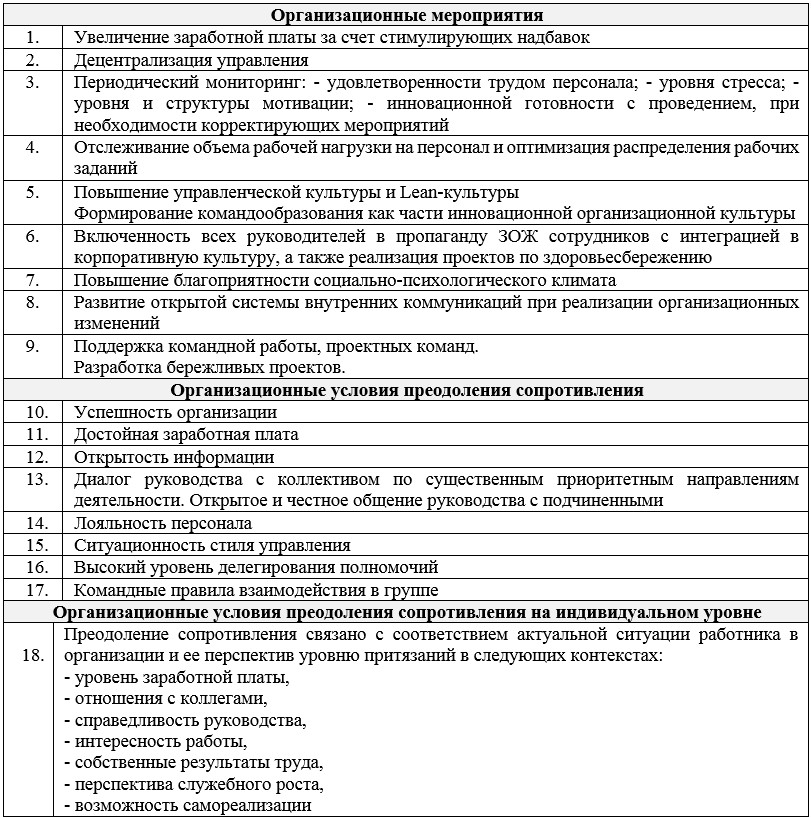 Организационные мероприятия
1. Увеличение заработной платы за счет стимулирующих надбавок
2. Децентрализация управления
3. Периодический мониторинг: - удовлетворенности трудом персонала; - уровня стресса; -
уровня и структуры мотивации; - инновационной готовности с проведением, при
необходимости корректирующих мероприятий
4. Отслеживание объема рабочей нагрузки на персонал и оптимизация распределения рабочих
заданий
5. Повышение управленческой культуры и Lean-культуры
Формирование командообразования как части инновационной организационной культуры
6. Включенность всех руководителей в пропаганду ЗОЖ сотрудников с интеграцией в
корпоративную культуру, а также реализация проектов по здоровьесбережению
7. Повышение благоприятности социально-психологического климата
8. Развитие открытой системы внутренних коммуникаций при реализации организационных
изменений
9. Поддержка командной работы, проектных команд.
Разработка бережливых проектов.
Организационные условия преодоления сопротивления
10. Успешность организации
11. Достойная заработная плата
12. Открытость информации
13. Диалог руководства с коллективом по существенным приоритетным направлениям
деятельности. Открытое и честное общение руководства с подчиненными
14. Лояльность персонала
15. Ситуационность стиля управления
16. Высокий уровень делегирования полномочий
17. Командные правила взаимодействия в группе
Организационные условия преодоления сопротивления на индивидуальном уровне
18. Преодоление сопротивления связано с соответствием актуальной ситуации работника в
организации и ее перспектив уровню притязаний в следующих контекстах:
- уровень заработной платы,
- отношения с коллегами,
- справедливость руководства,
- интересность работы,
- собственные результаты труда,
- перспектива служебного роста,
- возможность самореализации